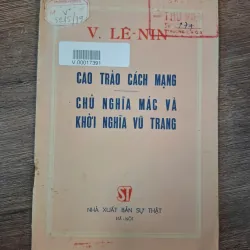 V. LÊ-NIN
V.00017391
CAO TRÀO CÁCH MẠNG
CHỦ NGHĨA MÁC VÀ
KHỞI NGHĨA VŨ TRANG
ST
NHÀ XUẤT BẢN SỰ THẬT
HÀ-NỘI